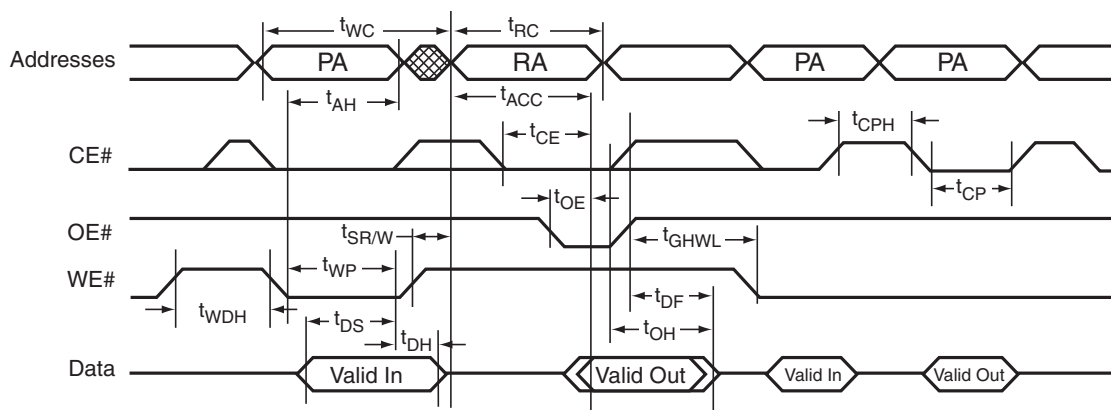 tWC
tRC
Addresses
PA
RA
PA
PA
tAH
tACC
tCE
tCPH
CE#
tOE
tCP
OE#
tSR/W
tGHWL
tWP
WE#
tWDH
tDF
tDS
tOH
tDH
Data
Valid In
Valid Out
Valid In
Valid Out